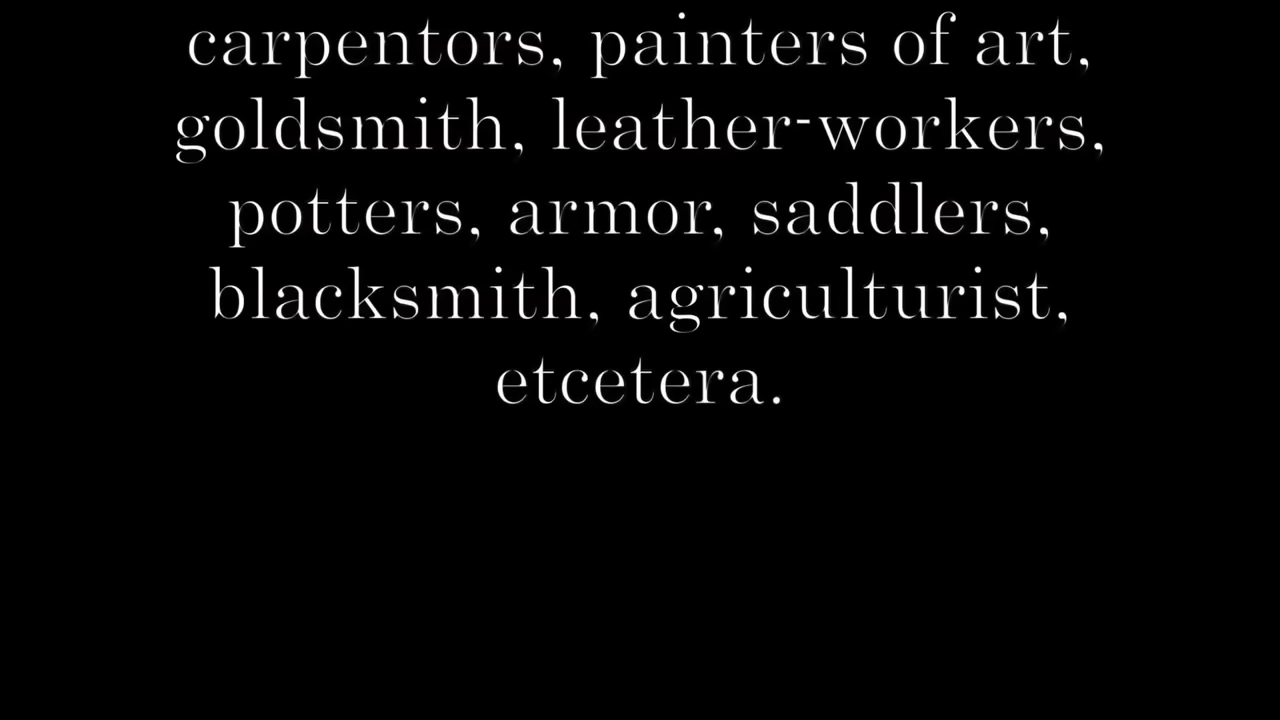 carpentors, painters of art,
goldsmith, leather-workers,
potters, armor, saddlers,
blacksmith, agriculturist,
etcetera.